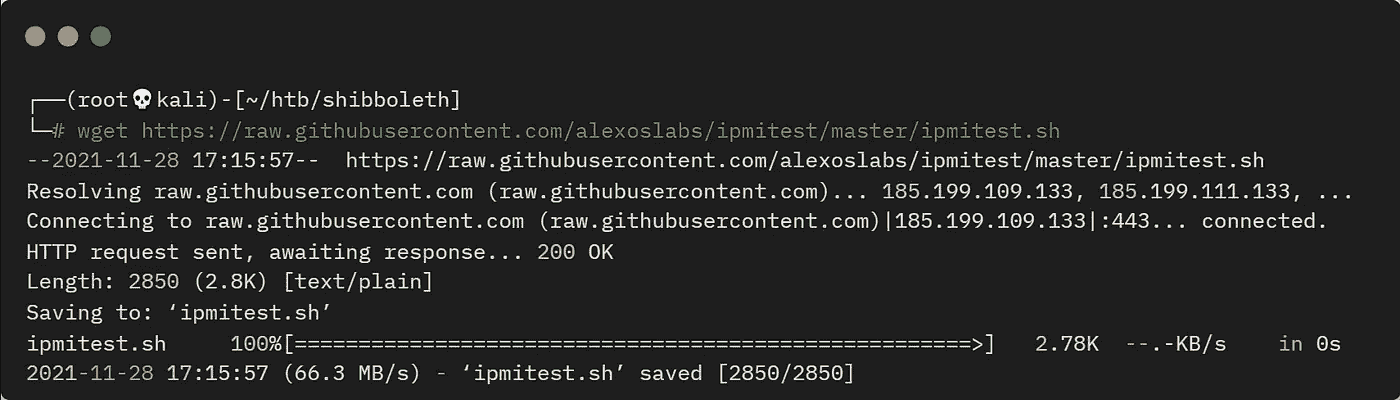 ┌──(root💀kali)-[~/htb/shibboleth]
└─# wget https://raw.githubusercontent.com/alexoslabs/ipmitest/master/ipmitest.sh
--2021-11-28 17:15:57--  https://raw.githubusercontent.com/alexoslabs/ipmitest/master/ipmitest.sh
Resolving raw.githubusercontent.com (raw.githubusercontent.com)... 185.199.109.133, 185.199.111.133, ...
Connecting to raw.githubusercontent.com (raw.githubusercontent.com)|185.199.109.133|:443... connected.
HTTP request sent, awaiting response... 200 OK
Length: 2850 (2.8K) [text/plain]
Saving to: ‘ipmitest.sh’
ipmitest.sh     100%[=====================================================>]   2.78K  --.-KB/s    in 0s
2021-11-28 17:15:57 (66.3 MB/s) - ‘ipmitest.sh’ saved [2850/2850]